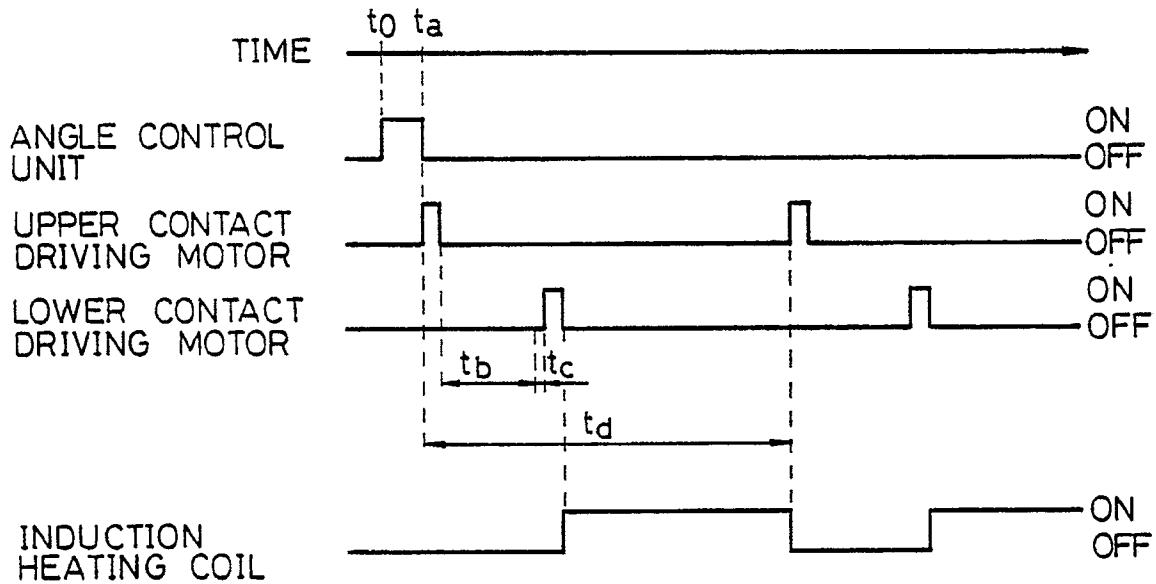 t0 ta
TIME
ANGLE CONTROL
UNIT
ON
OFF
UPPER CONTACT
DRIVING MOTOR
ON
OFF
LOWER CONTACT
DRIVING MOTOR
ON
OFF
tb tc
td
INDUCTION
HEATING COIL
ON
OFF